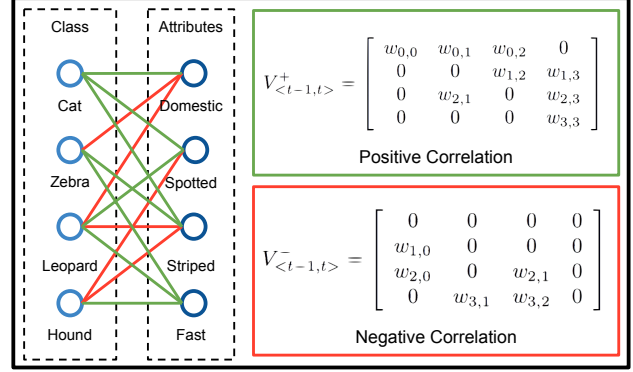 Class Attributes
Cat Domestic
Zebra Spotted
Leopard Striped
Hound Fast
V^+_{<t-1,t>} = [
w_{0,0} w_{0,1} w_{0,2} 0
0 0 w_{1,2} w_{1,3}
0 w_{2,1} 0 w_{2,3}
0 0 0 w_{3,3}
]
Positive Correlation
V^-_{<t-1,t>} = [
0 0 0 0
w_{1,0} 0 0 0
w_{2,0} 0 w_{2,1} 0
0 w_{3,1} w_{3,2} 0
]
Negative Correlation